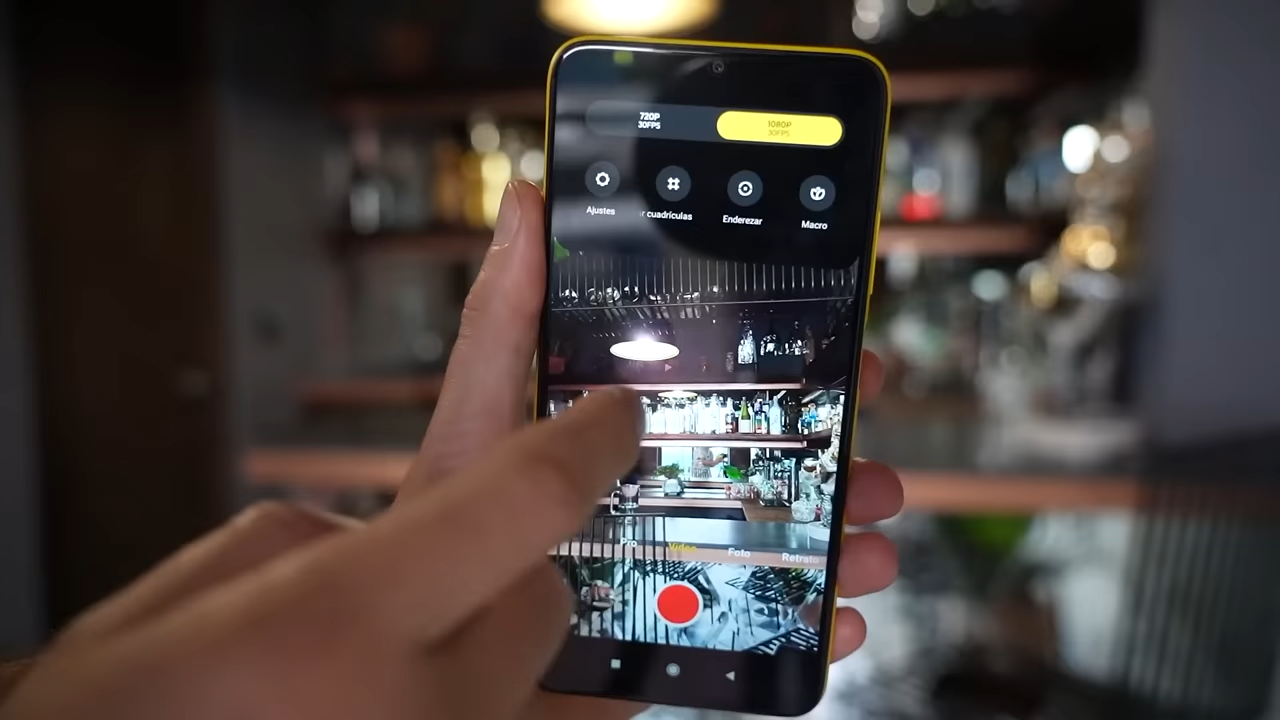 720P
30FPS
1080P
30FPS
Ajustes
r cuadrículas
Enderezar
Macro
Pro
Vídeo
Foto
Retrato